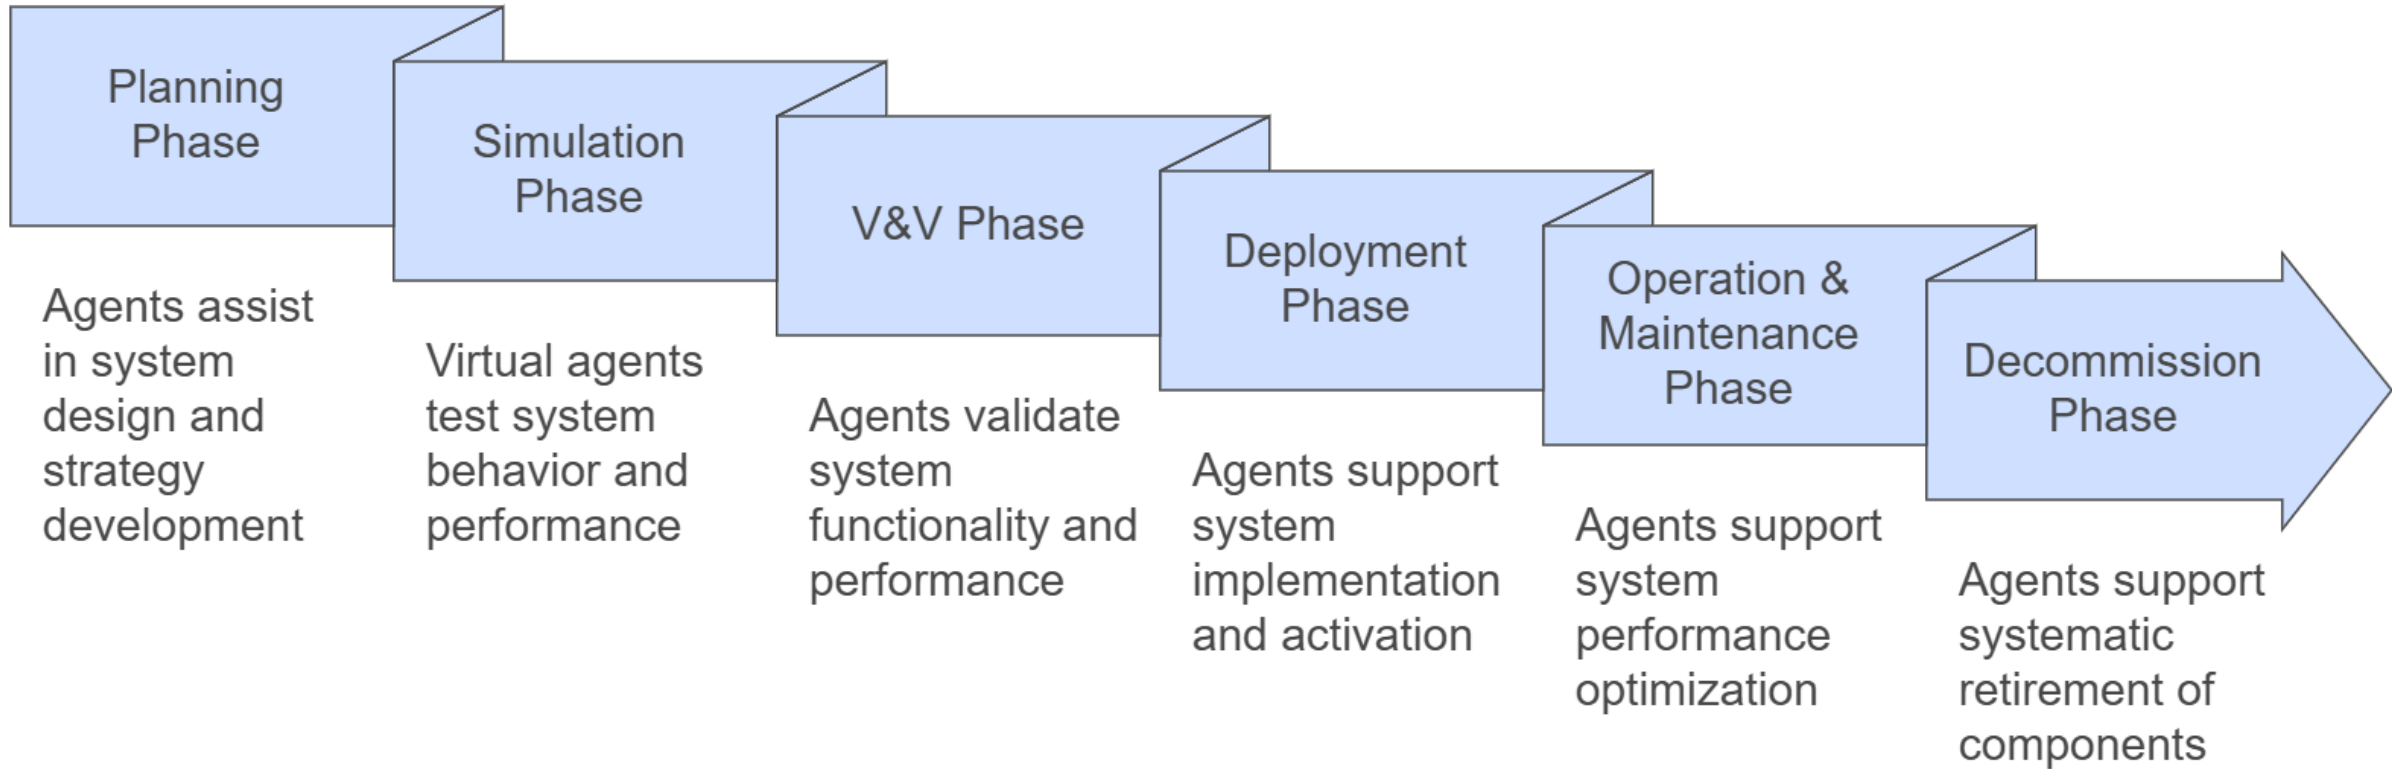 Planning
Phase
Agents assist
in system
design and
strategy
development
Simulation
Phase
Virtual agents
test system
behavior and
performance
V&V Phase
Agents validate
system
functionality and
performance
Deployment
Phase
Agents support
system
implementation
and activation
Operation &
Maintenance
Phase
Agents support
system
performance
optimization
Decommission
Phase
Agents support
systematic
retirement of
components